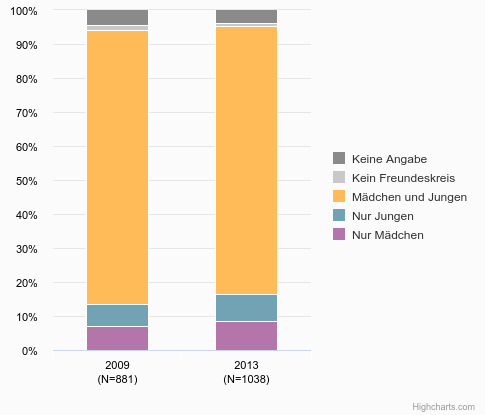 100%
90%
80%
70%
60%
50%
40%
30%
20%
10%
0%
2009
(N=881)
2013
(N=1038)
Keine Angabe
Kein Freundeskreis
Mädchen und Jungen
Nur Jungen
Nur Mädchen
Highcharts.com